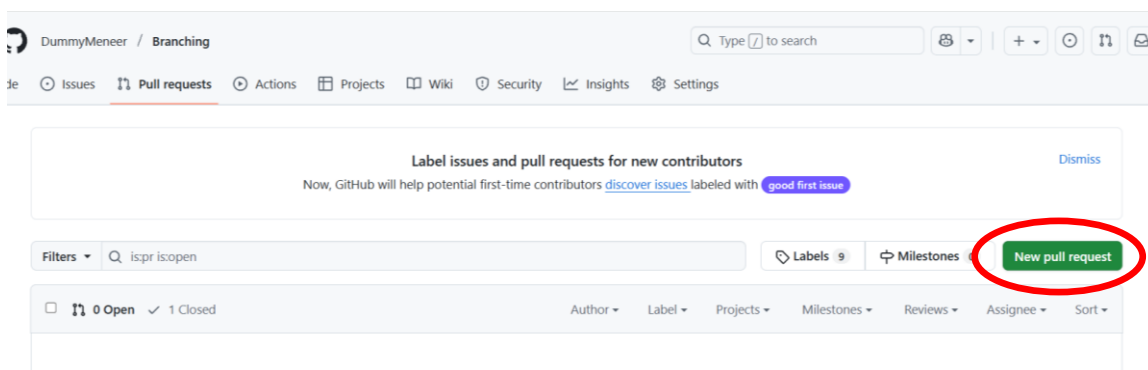 DummyMeneer / Branching
Type / to search
de Issues Pull requests Actions Projects Wiki Security Insights Settings
Label issues and pull requests for new contributors
Dismiss
Now, GitHub will help potential first-time contributors discover issues labeled with good first issue
Filters is:pr is:open Labels 9 Milestones New pull request
0 Open 1 Closed Author Label Projects Milestones Reviews Assignee Sort